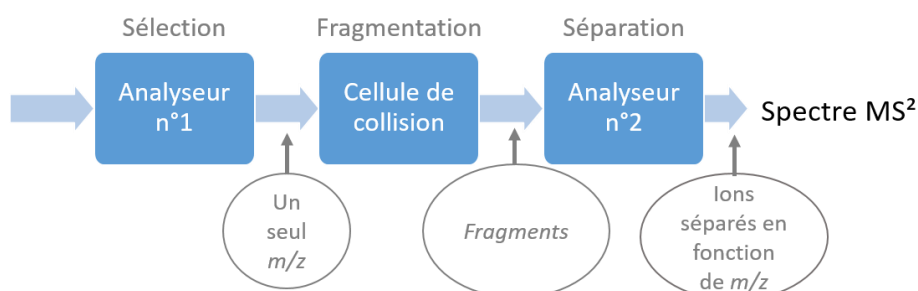 Sélection
Fragmentation
Séparation
Analyseur
n°1
Cellule de
collision
Analyseur
n°2
Spectre MS²
Un
seul
m/z
Fragments
Ions
séparés en
fonction
de m/z